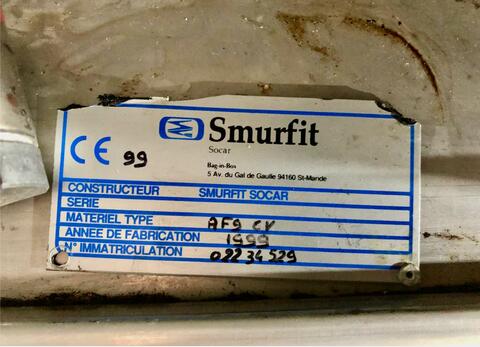 Smurfit
Socar
CE 99
Bag-in-Box
5 Av. du Gal de Gaulle 94160 St-Mande
CONSTRUCTEUR SMURFIT SOCAR
SERIE
MATERIEL TYPE AF9 CV
ANNEE DE FABRICATION 1999
N° IMMATRICULATION 02234529